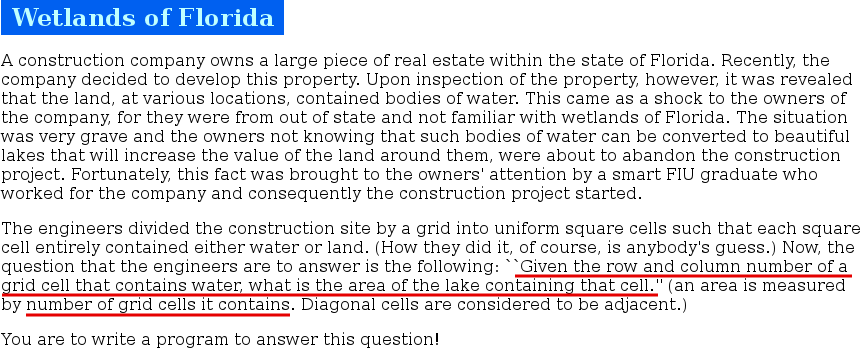 Wetlands of Florida
A construction company owns a large piece of real estate within the state of Florida. Recently, the
company decided to develop this property. Upon inspection of the property, however, it was revealed
that the land, at various locations, contained bodies of water. This came as a shock to the owners of
the company, for they were from out of state and not familiar with wetlands of Florida. The situation
was very grave and the owners not knowing that such bodies of water can be converted to beautiful
lakes that will increase the value of the land around them, were about to abandon the construction
project. Fortunately, this fact was brought to the owners' attention by a smart FIU graduate who
worked for the company and consequently the construction project started.
The engineers divided the construction site by a grid into uniform square cells such that each square
cell entirely contained either water or land. (How they did it, of course, is anybody's guess.) Now, the
question that the engineers are to answer is the following: ``Given the row and column number of a
grid cell that contains water, what is the area of the lake containing that cell.'' (an area is measured
by number of grid cells it contains. Diagonal cells are considered to be adjacent.)
You are to write a program to answer this question!